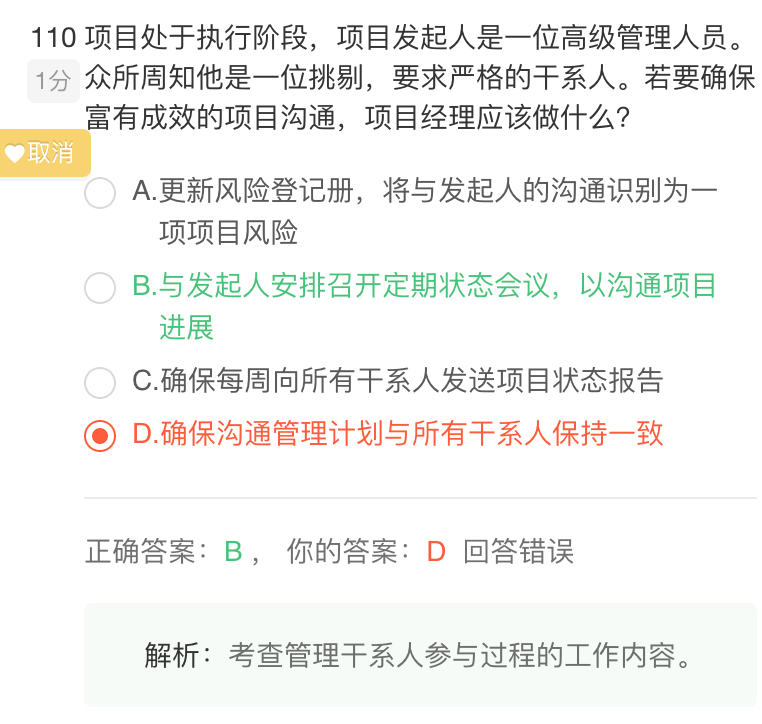 110 项目处于执行阶段，项目发起人是一位高级管理人员。
1分 众所周知他是一位挑剔，要求严格的干系人。若要确保
富有成效的项目沟通，项目经理应该做什么？
取消
A.更新风险登记册，将与发起人的沟通识别为一
项项目风险
B.与发起人安排召开定期状态会议，以沟通项目
进展
C.确保每周向所有干系人发送项目状态报告
D.确保沟通管理计划与所有干系人保持一致
正确答案：B ， 你的答案：D 回答错误
解析：考查管理干系人参与过程的工作内容。